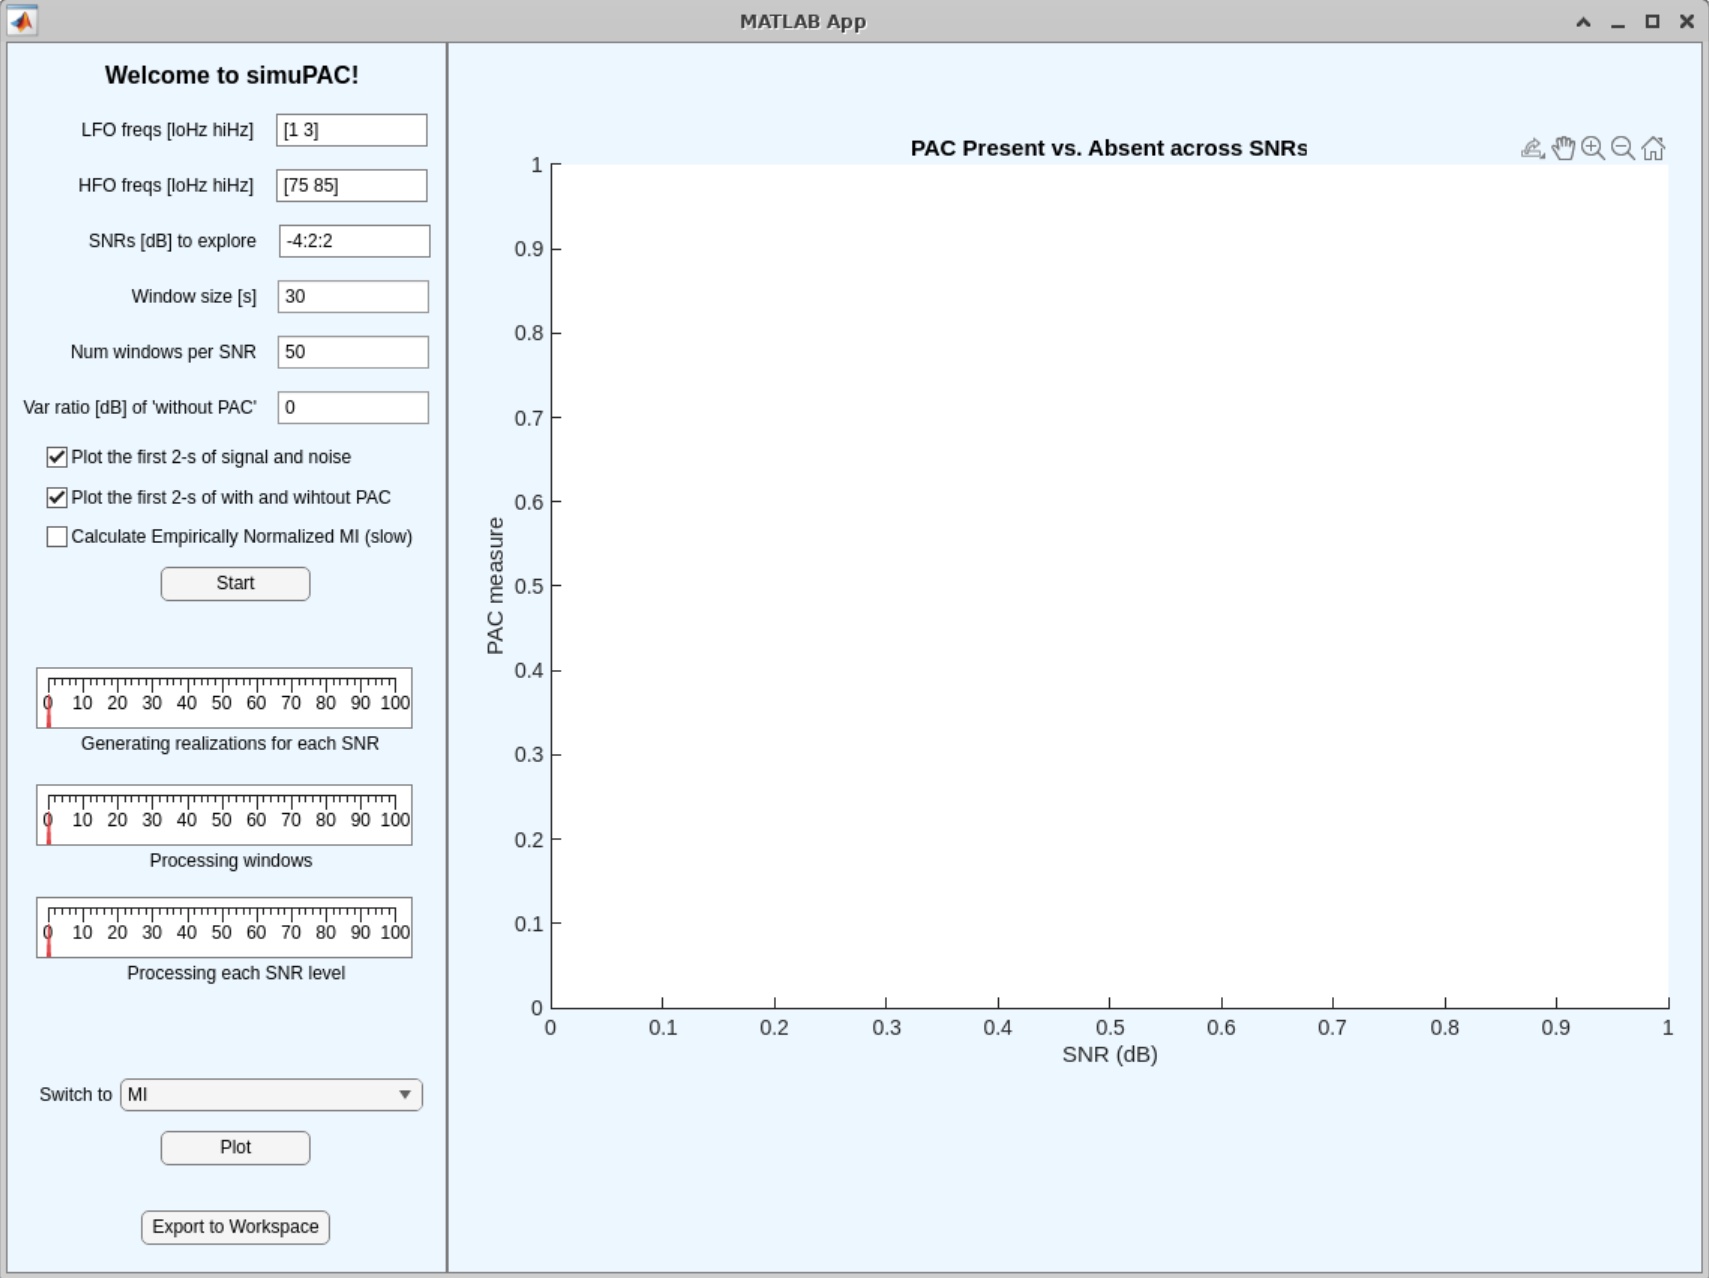 MATLAB App
Welcome to simuPAC!
LFO freqs [loHz hiHz] [1 3]
HFO freqs [loHz hiHz] [75 85]
SNRs [dB] to explore -4:2:2
Window size [s] 30
Num windows per SNR 50
Var ratio [dB] of 'without PAC' 0
Plot the first 2-s of signal and noise
Plot the first 2-s of with and wihtout PAC
Calculate Empirically Normalized MI (slow)
Start
0 10 20 30 40 50 60 70 80 90 100
Generating realizations for each SNR
0 10 20 30 40 50 60 70 80 90 100
Processing windows
0 10 20 30 40 50 60 70 80 90 100
Processing each SNR level
Switch to MI
Plot
Export to Workspace
PAC Present vs. Absent across SNRs
PAC measure
1
0.9
0.8
0.7
0.6
0.5
0.4
0.3
0.2
0.1
0
0 0.1 0.2 0.3 0.4 0.5 0.6 0.7 0.8 0.9 1
SNR (dB)